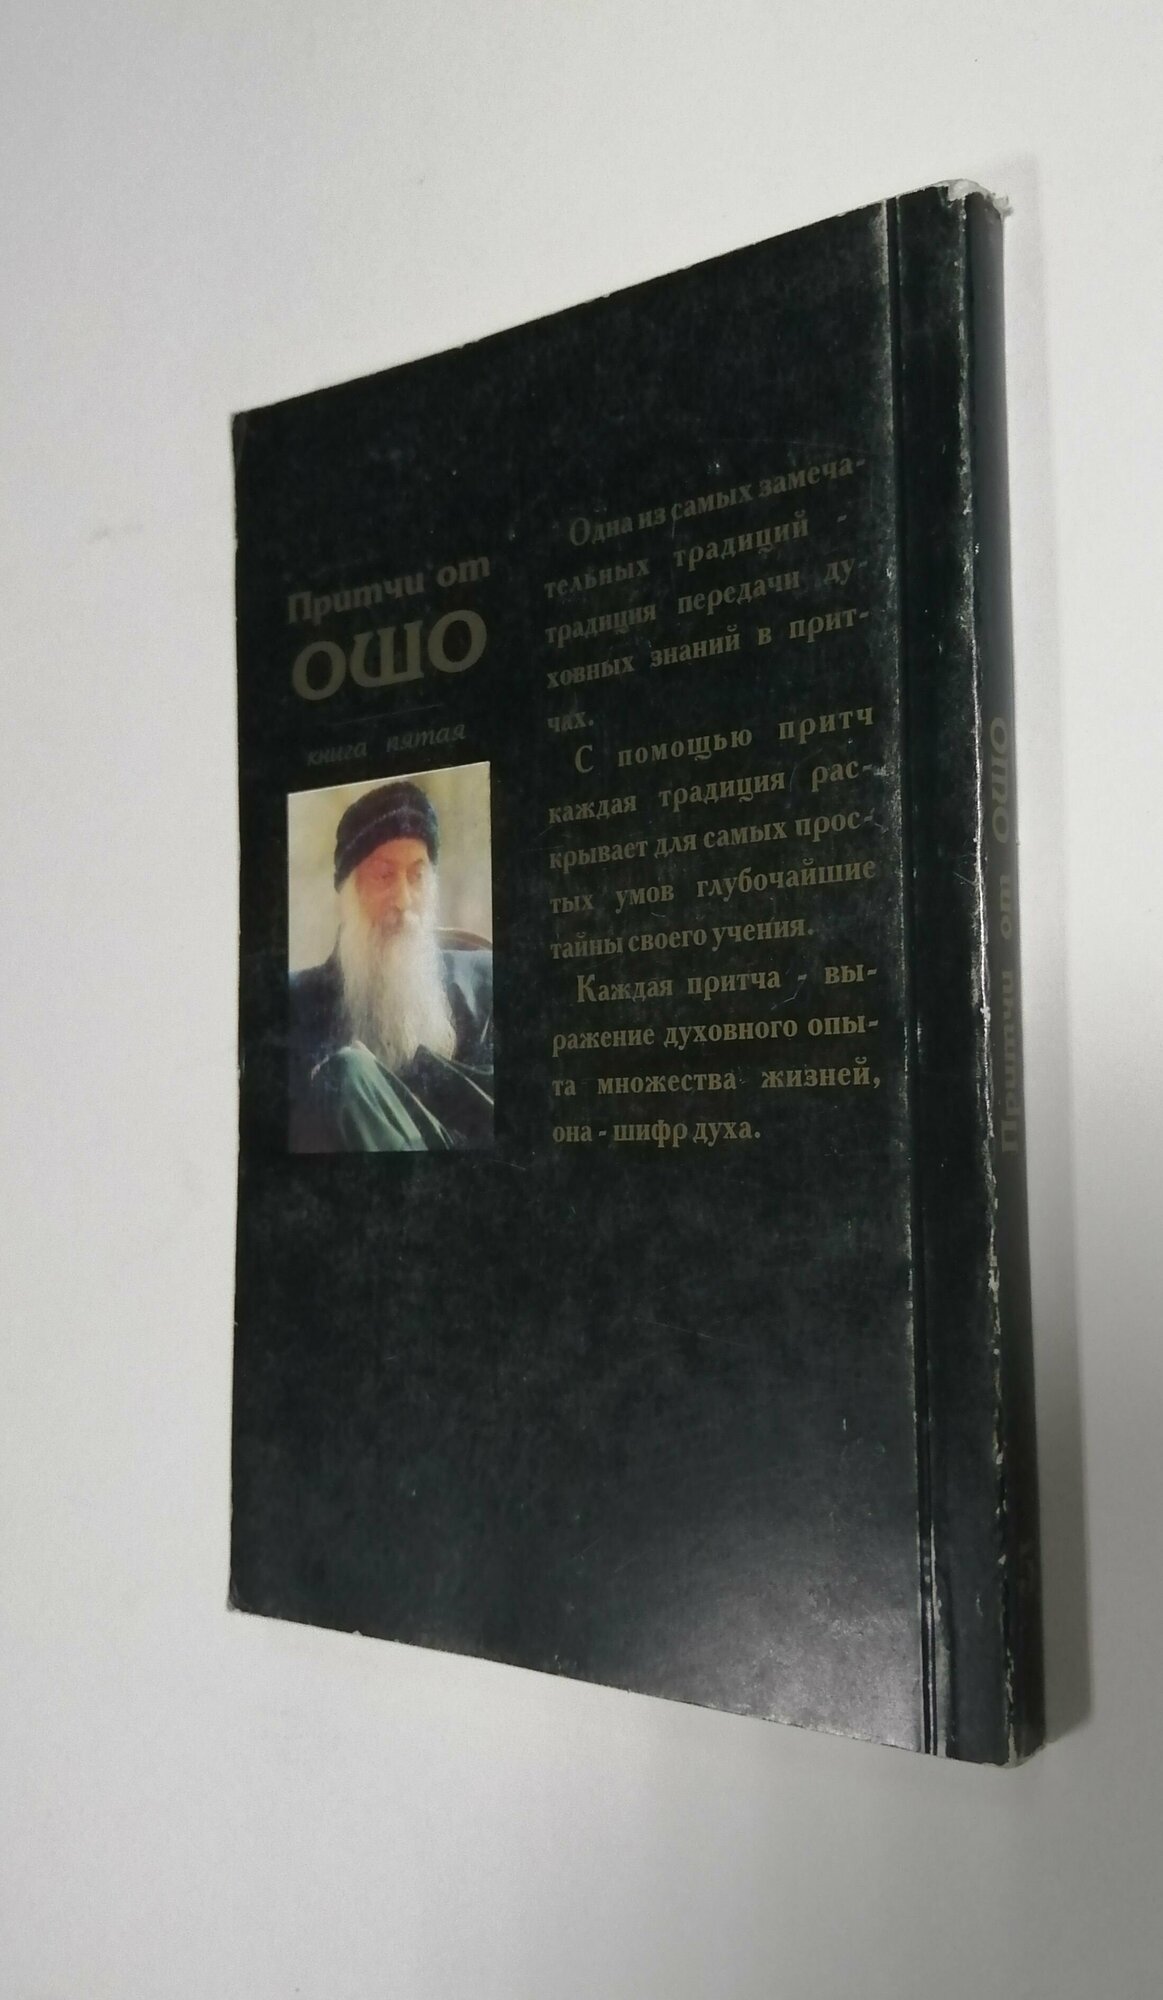 Притчи от
ОШО
книга пятая
Одна из самых замеча-
тельных традиций -
традиция передачи ду-
ховных знаний в прит-
чах.
С помощью притч
каждая традиция рас-
крывает для самых прос-
тых умов глубочайшие
тайны своего учения.
Каждая притча - вы-
ражение духовного опы-
та множества жизней,
она - шифр духа.
Притчи от ОШО